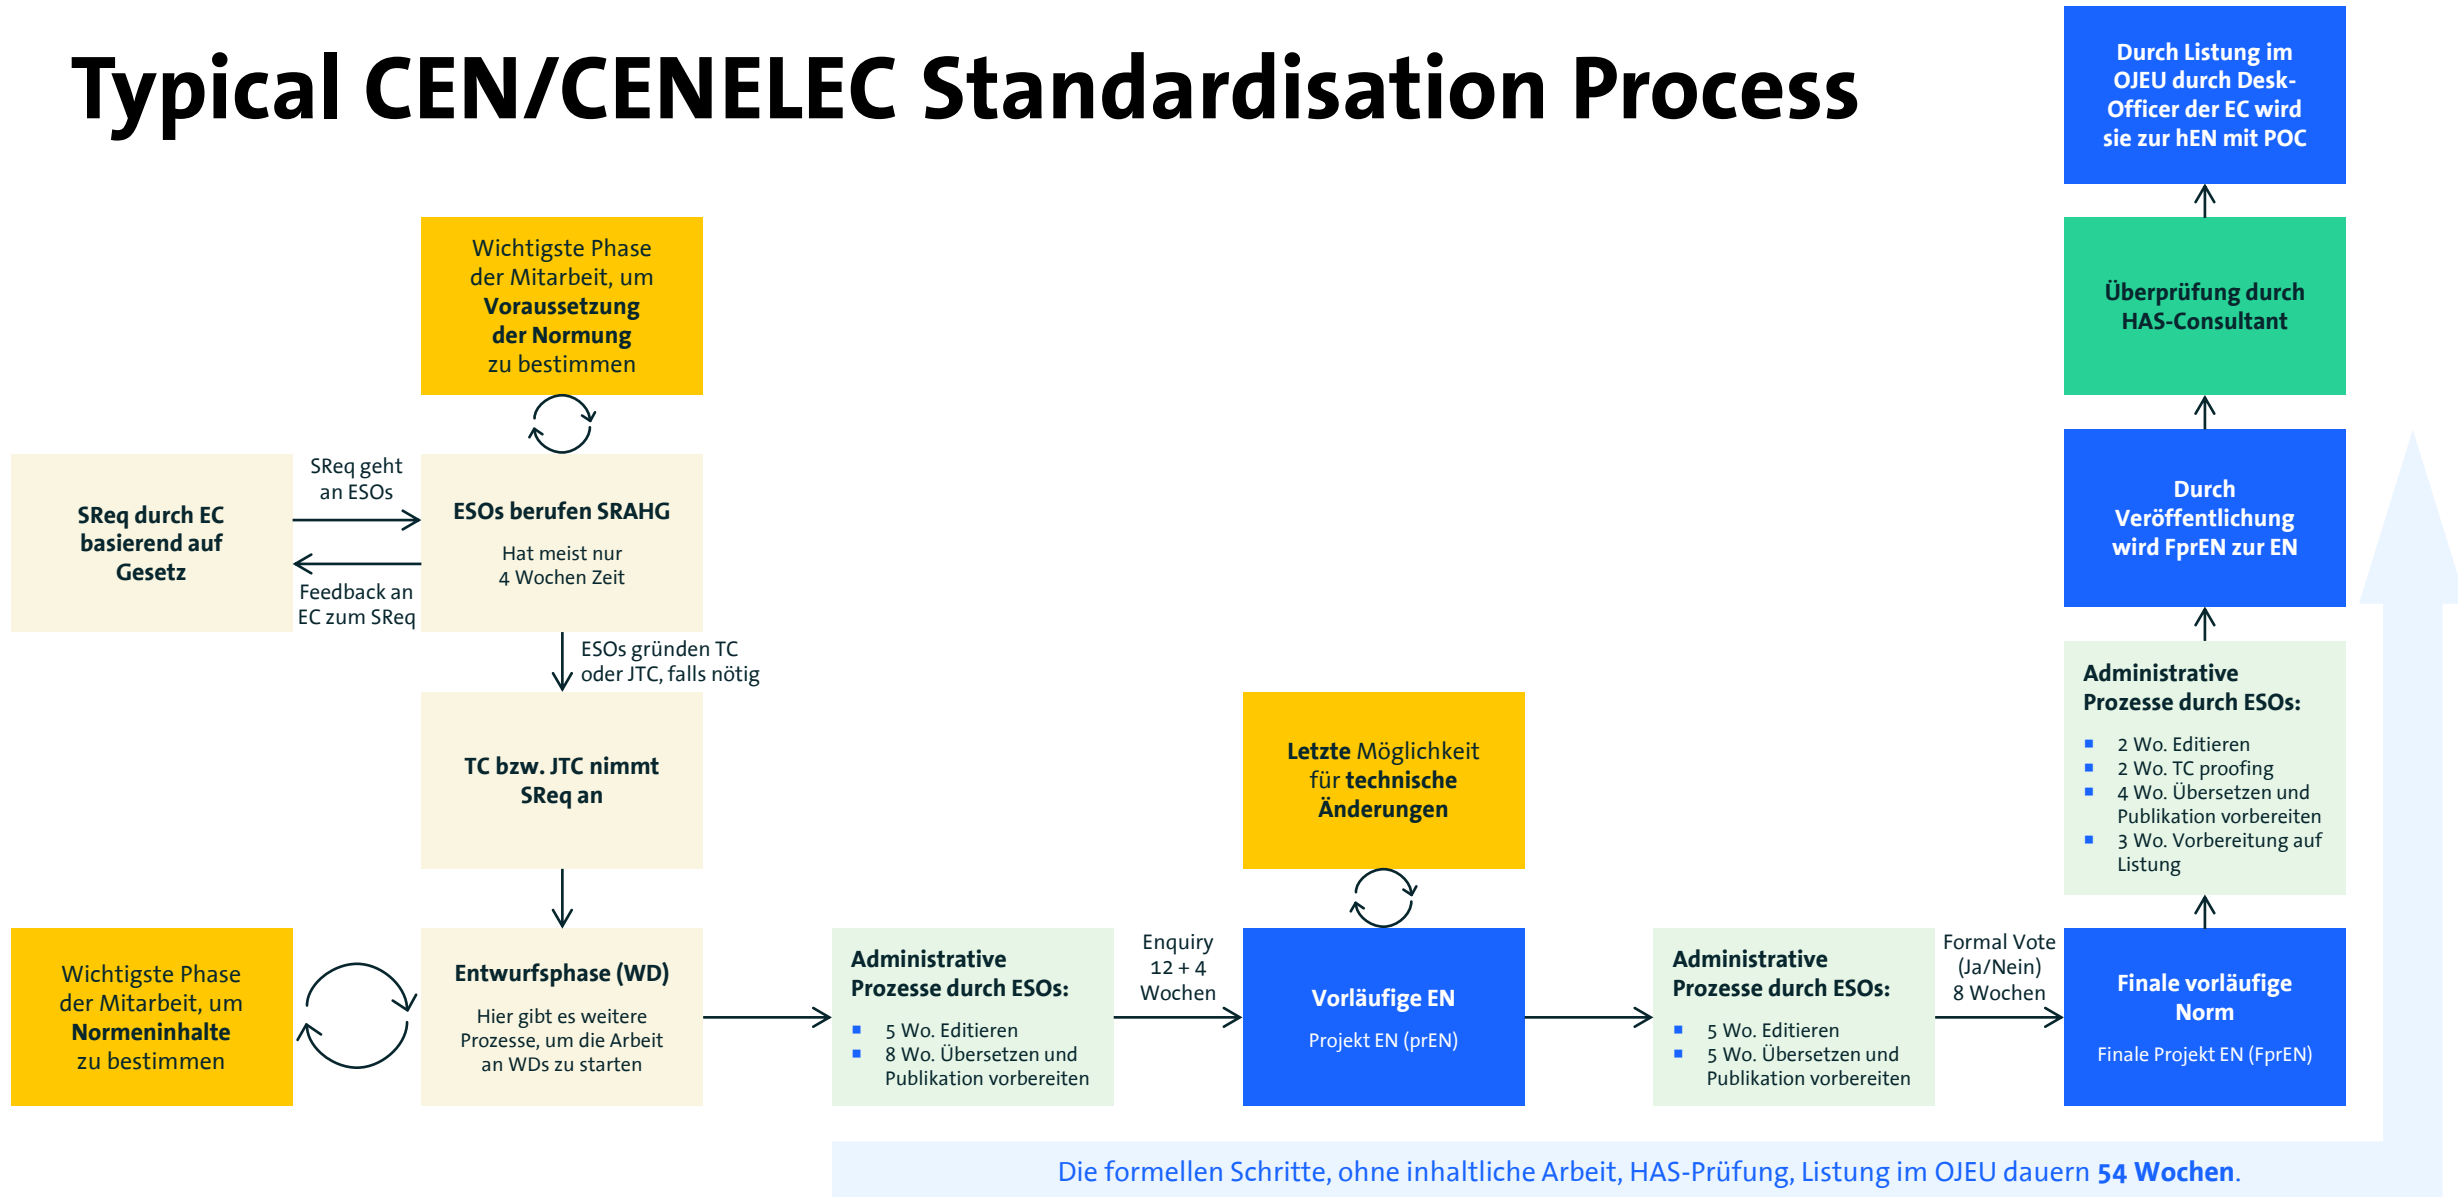 Typical CEN/CENELEC Standardisation Process
Durch Listung im
OJEU durch Desk-
Officer der EC wird
sie zur hEN mit POC
Wichtigste Phase
der Mitarbeit, um
Voraussetzung
der Normung
zu bestimmen
Überprüfung durch
HAS-Consultant
SReq durch EC
basierend auf
Gesetz
SReq geht
an ESOs
Feedback an
EC zum SReq
ESOs berufen SRAHG
Hat meist nur
4 Wochen Zeit
Durch
Veröffentlichung
wird FprEN zur EN
ESOs gründen TC
oder JTC, falls nötig
TC bzw. JTC nimmt
SReq an
Letzte Möglichkeit
für technische
Änderungen
Administrative
Prozesse durch ESOs:
▪ 2 Wo. Editieren
▪ 2 Wo. TC proofing
▪ 4 Wo. Übersetzen und
Publikation vorbereiten
▪ 3 Wo. Vorbereitung auf
Listung
Wichtigste Phase
der Mitarbeit, um
Normeninhalte
zu bestimmen
Entwurfsphase (WD)
Hier gibt es weitere
Prozesse, um die Arbeit
an WDs zu starten
Administrative
Prozesse durch ESOs:
▪ 5 Wo. Editieren
▪ 8 Wo. Übersetzen und
Publikation vorbereiten
Enquiry
12 + 4
Wochen
Vorläufige EN
Projekt EN (prEN)
Administrative
Prozesse durch ESOs:
▪ 5 Wo. Editieren
▪ 5 Wo. Übersetzen und
Publikation vorbereiten
Formal Vote
(Ja/Nein)
8 Wochen
Finale vorläufige
Norm
Finale Projekt EN (FprEN)
Die formellen Schritte, ohne inhaltliche Arbeit, HAS-Prüfung, Listung im OJEU dauern 54 Wochen.